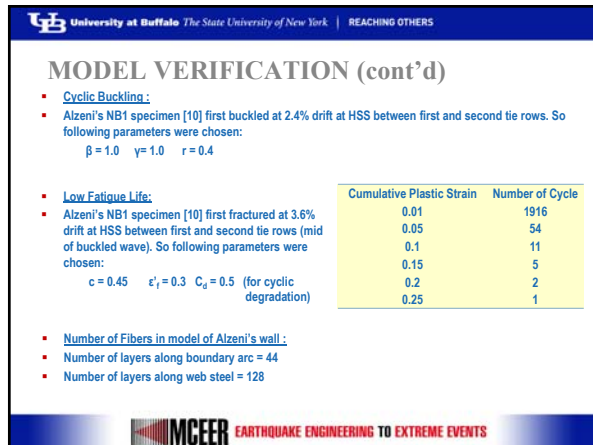 UB University at Buffalo The State University of New York | REACHING OTHERS
MODEL VERIFICATION (cont'd)
▪ Cyclic Buckling :
▪ Alzeni's NB1 specimen [10] first buckled at 2.4% drift at HSS between first and second tie rows. So
following parameters were chosen:
β = 1.0 γ= 1.0 r = 0.4
▪ Low Fatigue Life:
▪ Alzeni's NB1 specimen [10] first fractured at 3.6%
drift at HSS between first and second tie rows (mid
of buckled wave). So following parameters were
chosen:
c = 0.45 ε'f = 0.3 Cd = 0.5 (for cyclic
degradation)
Cumulative Plastic Strain Number of Cycle
0.01 1916
0.05 54
0.1 11
0.15 5
0.2 2
0.25 1
▪ Number of Fibers in model of Alzeni's wall :
▪ Number of layers along boundary arc = 44
▪ Number of layers along web steel = 128
MCEER EARTHQUAKE ENGINEERING TO EXTREME EVENTS